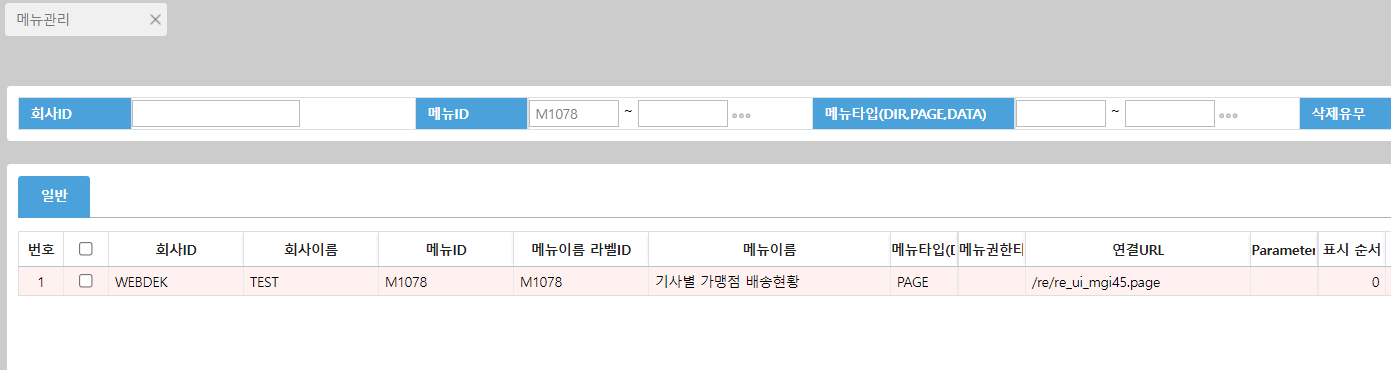 메뉴관리
회사ID 메뉴ID M1078 ~ 메뉴타입(DIR,PAGE,DATA) ~ 삭제유무
일반
번호 회사ID 회사이름 메뉴ID 메뉴이름 라벨ID 메뉴이름 메뉴타입(D 메뉴권한타 연결URL Parameter 표시 순서
1 WEBDEK TEST M1078 M1078 기사별 가맹점 배송현황 PAGE /re/re_ui_mgi45.page 0